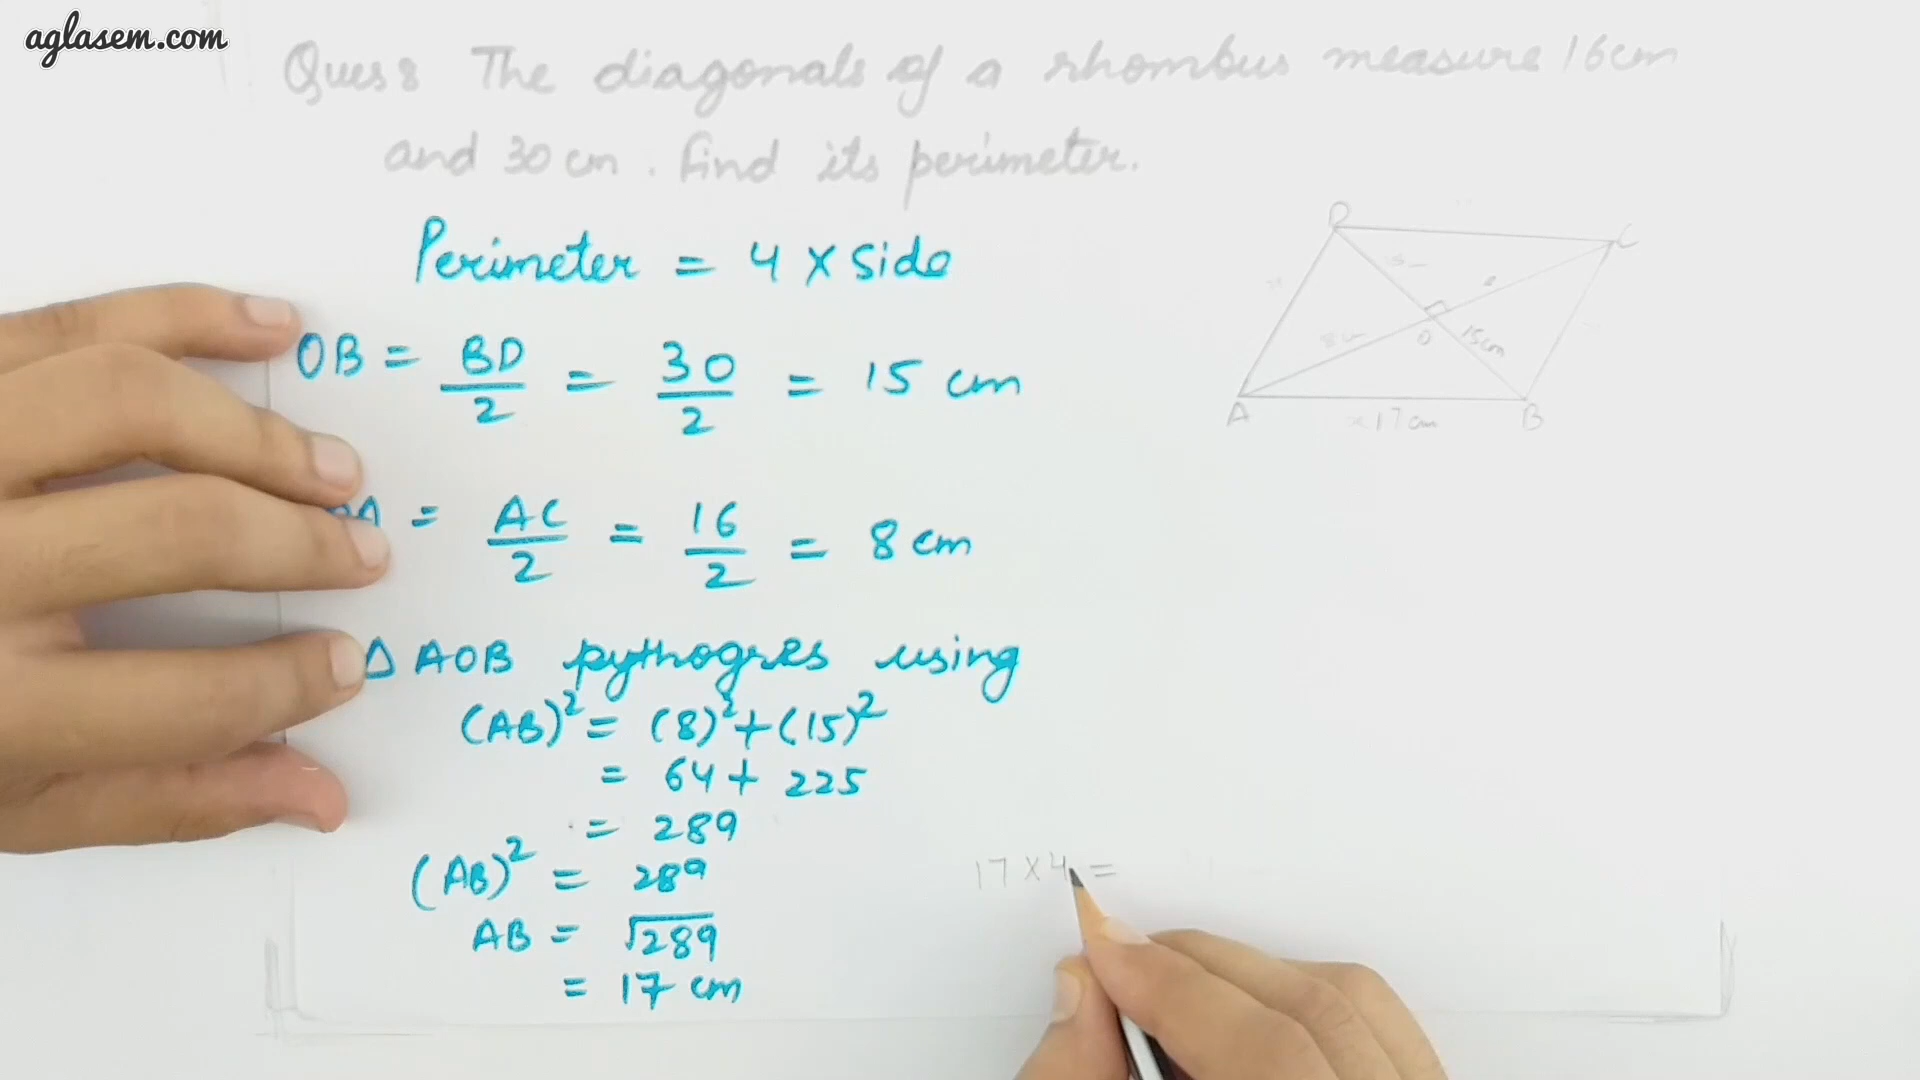 aglasem.com
Ques 8 The diagonals of a rhombus measure 16cm
and 30 cm. Find its perimeter.
Perimeter = 4 × side
OB = BD/2 = 30/2 = 15 cm
OA = AC/2 = 16/2 = 8 cm
Δ AOB pythogres using
(AB)² = (8)² + (15)²
= 64 + 225
= 289
(AB)² = 289
AB = √289
= 17 cm
17 × 4 =
D
C
8
O
15cm
A
17 cm
B